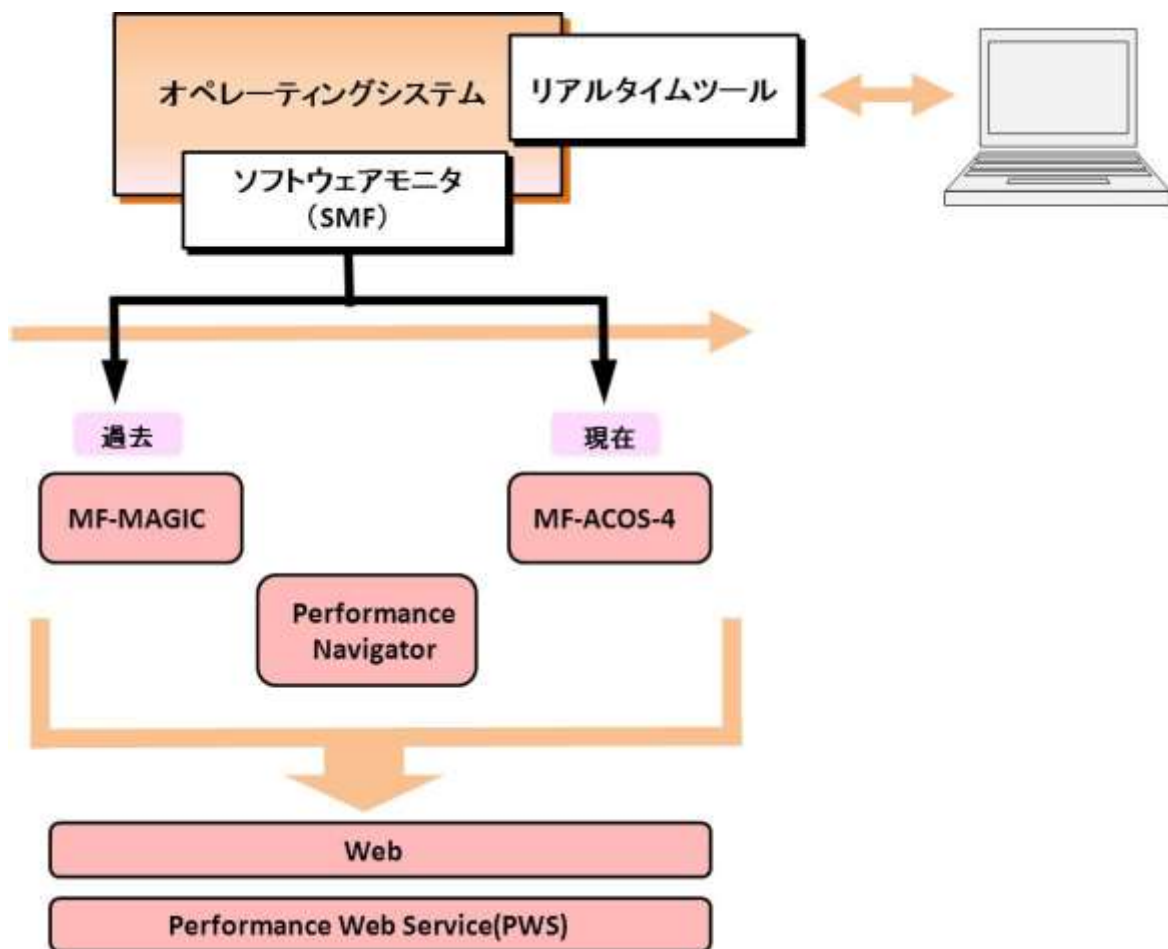 オペレーティングシステム
リアルタイムツール
ソフトウェアモニタ
（SMF）
過去
現在
MF-MAGIC
MF-ACOS-4
Performance
Navigator
Web
Performance Web Service(PWS)